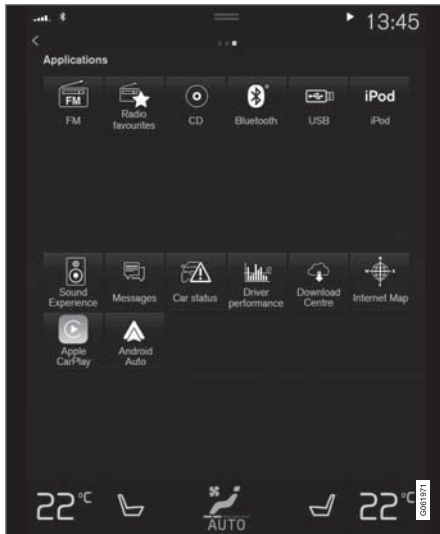 13:45
Applications
FM
iPod
FM
Radio
favourites
CD
Bluetooth
USB
iPod
Sound
Experience
Messages
Car status
Driver
performance
Download
Centre
Internet Map
Apple
CarPlay
Android
Auto
22°C
AUTO
22°C
G061971